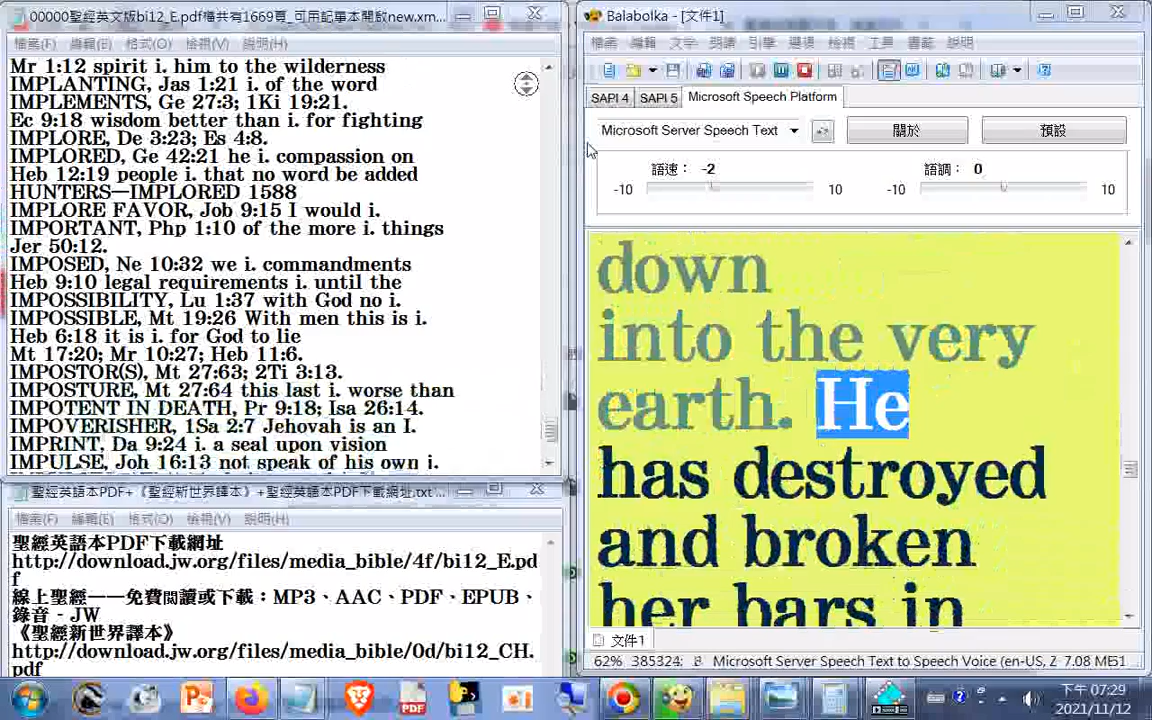 00000聖經英文版bi12_E.pdf檔共有1669頁_可用記事本開啟new.xm...
檔案(F) 編輯(E) 格式(O) 檢視(V) 說明(H)
Mr 1:12 spirit i. him to the wilderness
IMPLANTING, Jas 1:21 i. of the word
IMPLEMENTS, Ge 27:3; 1Ki 19:21.
Ec 9:18 wisdom better than i. for fighting
IMPLORE, De 3:23; Es 4:8.
IMPLORED, Ge 42:21 he i. compassion on
Heb 12:19 people i. that no word be added
HUNTERS—IMPLORED 1588
IMPLORE FAVOR, Job 9:15 I would i.
IMPORTANT, Php 1:10 of the more i. things
Jer 50:12.
IMPOSED, Ne 10:32 we i. commandments
Heb 9:10 legal requirements i. until the
IMPOSSIBILITY, Lu 1:37 with God no i.
IMPOSSIBLE, Mt 19:26 With men this is i.
Heb 6:18 it is i. for God to lie
Mt 17:20; Mr 10:27; Heb 11:6.
IMPOSTOR(S), Mt 27:63; 2Ti 3:13.
IMPOSTURE, Mt 27:64 this last i. worse than
IMPOTENT IN DEATH, Pr 9:18; Isa 26:14.
IMPOVERISHER, 1Sa 2:7 Jehovah is an I.
IMPRINT, Da 9:24 i. a seal upon vision
IMPULSE, Joh 16:13 not speak of his own i.
聖經英語本PDF+《聖經新世界譯本》+聖經英語本PDF下載網址.txt ...
檔案(F) 編輯(E) 格式(O) 檢視(V) 說明(H)
聖經英語本PDF下載網址
http://download.jw.org/files/media_bible/4f/bi12_E.pd
f
線上聖經——免費閱讀或下載：MP3、AAC、PDF、EPUB、
錄音 - JW
《聖經新世界譯本》
http://download.jw.org/files/media_bible/0d/bi12_CH.
pdf
Balabolka - [文件1]
檔案 編輯 文字 朗讀 引擎 選項 檢視 工具 書籤 說明
SAPI 4 SAPI 5 Microsoft Speech Platform
Microsoft Server Speech Text 關於 預設
語速： -2 語調： 0
-10 10 -10 10
down
into the very
earth. He
has destroyed
and broken
her bars in
文件1
62% 385324: Microsoft Server Speech Text to Speech Voice (en-US, Z 7.08 ME51
下午 07:29
2021/11/12